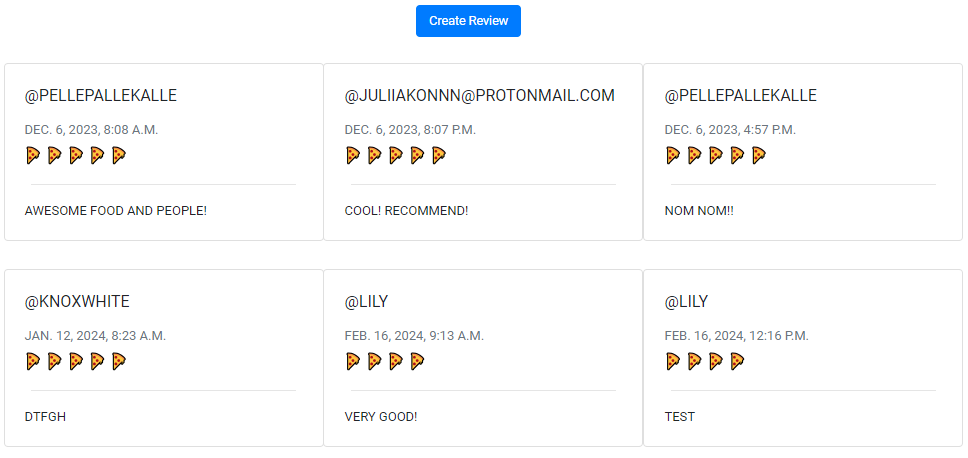 Create Review
@PELLEPALLEKALLE
DEC. 6, 2023, 8:08 A.M.
AWESOME FOOD AND PEOPLE!
@JULIIAKONNN@PROTONMAIL.COM
DEC. 6, 2023, 8:07 P.M.
COOL! RECOMMEND!
@PELLEPALLEKALLE
DEC. 6, 2023, 4:57 P.M.
NOM NOM!!
@KNOXWHITE
JAN. 12, 2024, 8:23 A.M.
DTFGH
@LILY
FEB. 16, 2024, 9:13 A.M.
VERY GOOD!
@LILY
FEB. 16, 2024, 12:16 P.M.
TEST